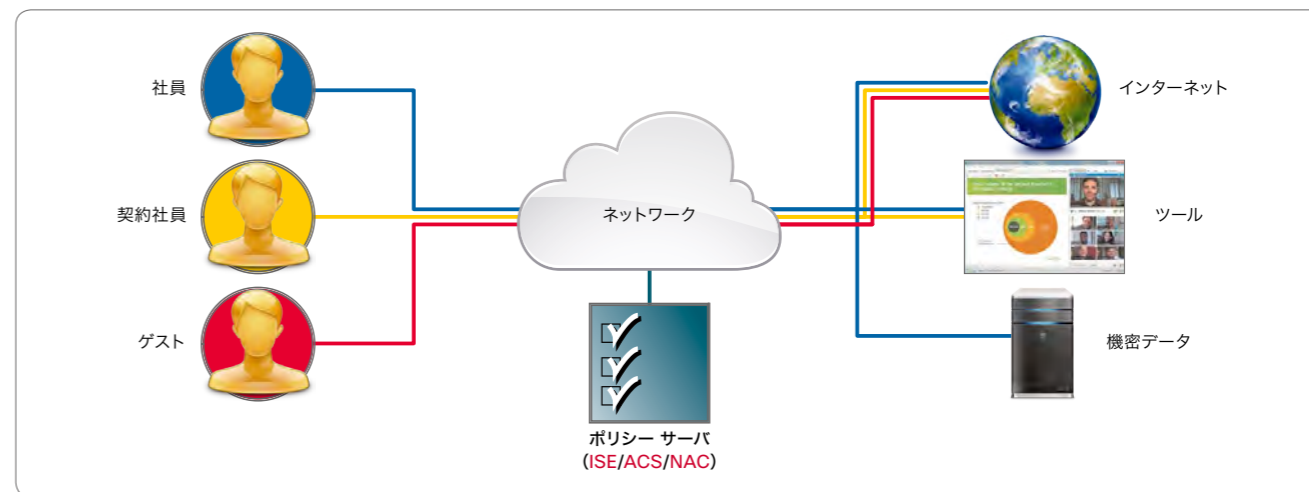 社員
契約社員
ゲスト
ネットワーク
ポリシー サーバ
(ISE/ACS/NAC)
インターネット
ツール
機密データ